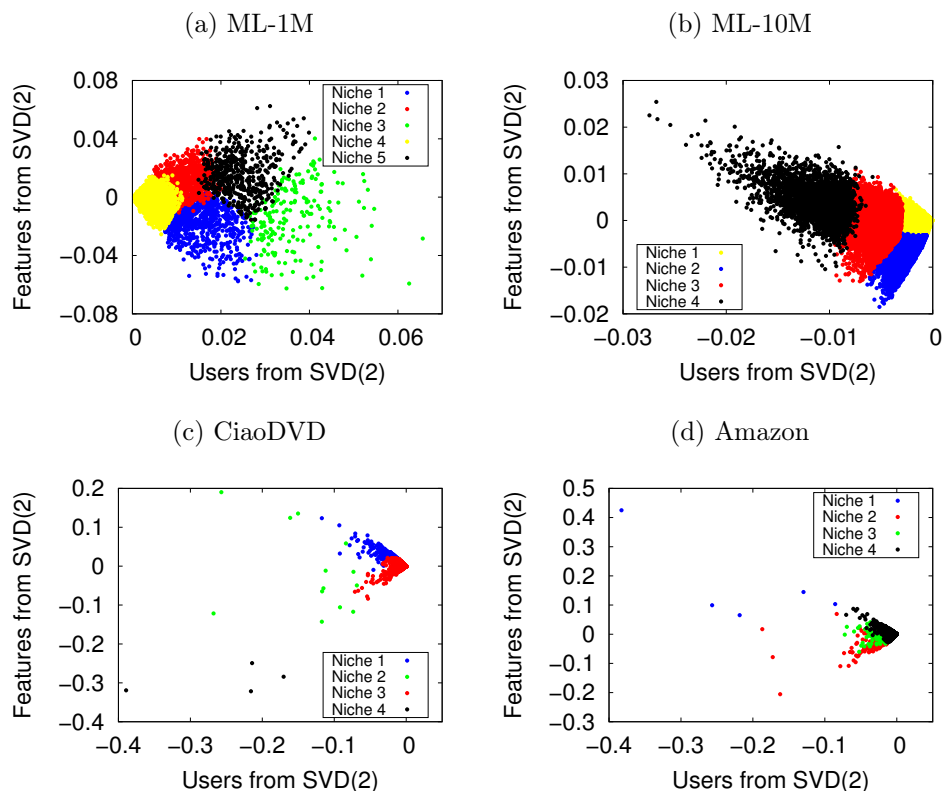 (a) ML-1M
(b) ML-10M
Features from SVD(2)
0.08
0.04
0
−0.04
−0.08
0
0.02
0.04
0.06
Users from SVD(2)
Niche 1
Niche 2
Niche 3
Niche 4
Niche 5
Features from SVD(2)
0.03
0.02
0.01
0
−0.01
−0.02
−0.03
−0.02
−0.01
0
Users from SVD(2)
Niche 1
Niche 2
Niche 3
Niche 4
(c) CiaoDVD
(d) Amazon
Features from SVD(2)
0.2
0.1
0
−0.1
−0.2
−0.3
−0.4
−0.4
−0.3
−0.2
−0.1
0
Users from SVD(2)
Niche 1
Niche 2
Niche 3
Niche 4
Features from SVD(2)
0.5
0.4
0.3
0.2
0.1
0
−0.1
−0.2
−0.3
−0.4
−0.3
−0.2
−0.1
0
Users from SVD(2)
Niche 1
Niche 2
Niche 3
Niche 4